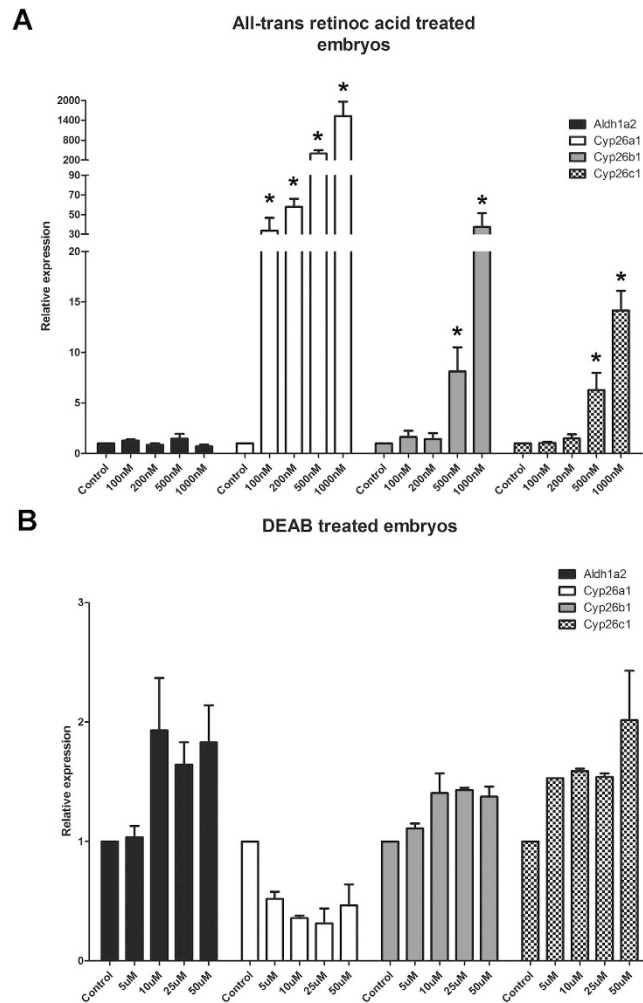 A
All-trans retinoic acid treated
embryos
Relative expression
2000
1400
800
200
90
70
50
30
20
15
10
5
0
*
*
*
*
*
*
*
*
Aldh1a2
Cyp26a1
Cyp26b1
Cyp26c1
Control
100nM
200nM
500nM
1000nM
Control
100nM
200nM
500nM
1000nM
Control
100nM
200nM
500nM
1000nM
Control
100nM
200nM
500nM
1000nM
B
DEAB treated embryos
Relative expression
3
2
1
0
Aldh1a2
Cyp26a1
Cyp26b1
Cyp26c1
Control
5uM
10uM
25uM
50uM
Control
5uM
10uM
25uM
50uM
Control
5uM
10uM
25uM
50uM
Control
5uM
10uM
25uM
50uM